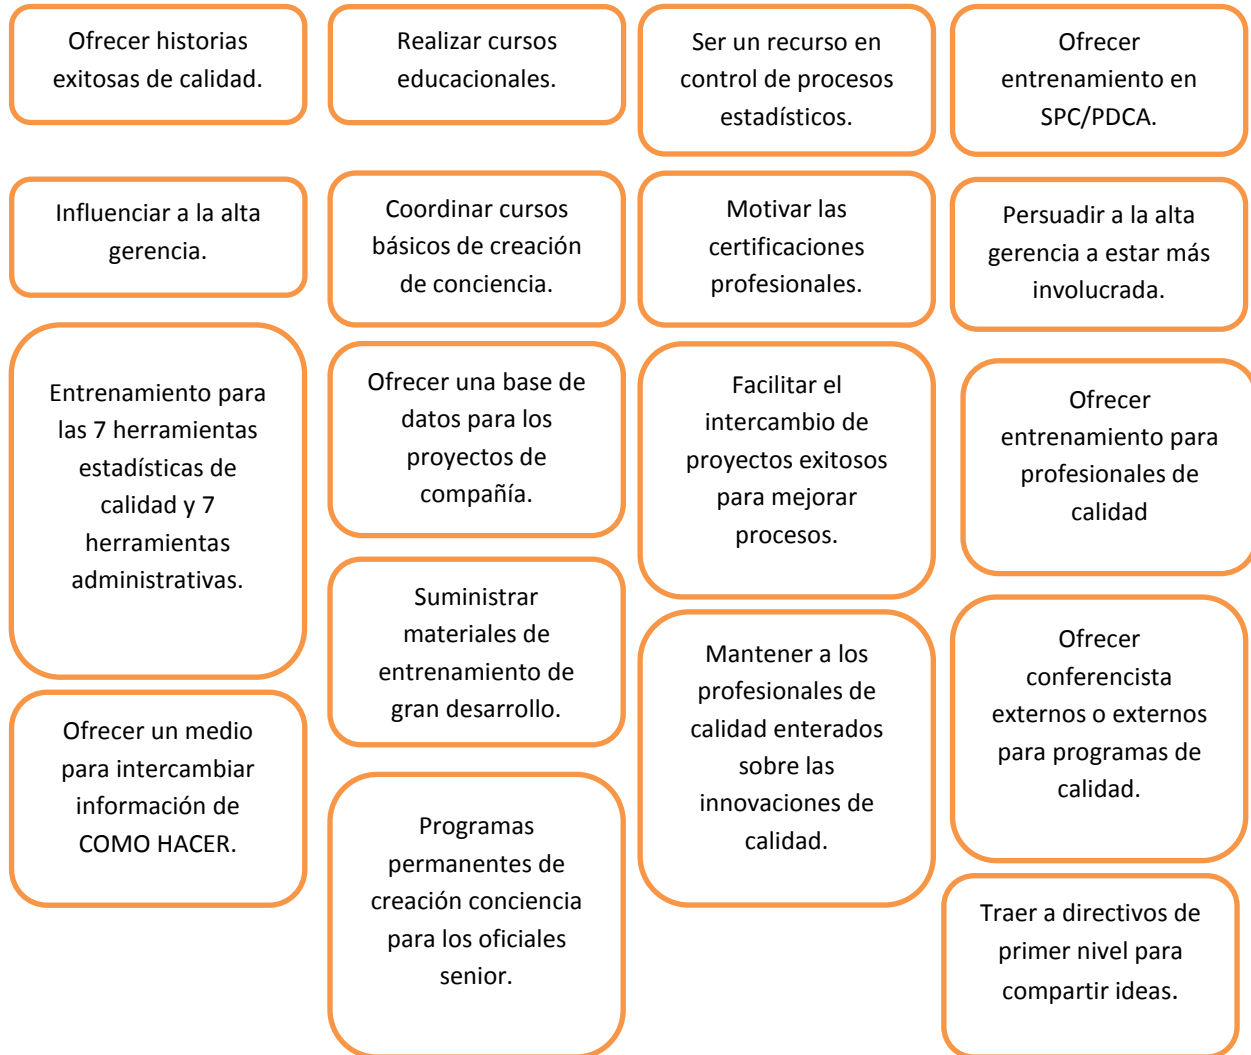 Ofrecer historias
exitosas de calidad.
Realizar cursos
educacionales.
Ser un recurso en
control de procesos
estadísticos.
Ofrecer
entrenamiento en
SPC/PDCA.
Influenciar a la alta
gerencia.
Coordinar cursos
básicos de creación
de conciencia.
Motivar las
certificaciones
profesionales.
Persuadir a la alta
gerencia a estar más
involucrada.
Entrenamiento para
las 7 herramientas
estadísticas de
calidad y 7
herramientas
administrativas.
Ofrecer una base de
datos para los
proyectos de
compañía.
Facilitar el
intercambio de
proyectos exitosos
para mejorar
procesos.
Ofrecer
entrenamiento para
profesionales de
calidad
Suministrar
materiales de
entrenamiento de
gran desarrollo.
Mantener a los
profesionales de
calidad enterados
sobre las
innovaciones de
calidad.
Ofrecer
conferencista
externos o externos
para programas de
calidad.
Ofrecer un medio
para intercambiar
información de
COMO HACER.
Programas
permanentes de
creación conciencia
para los oficiales
senior.
Traer a directivos de
primer nivel para
compartir ideas.